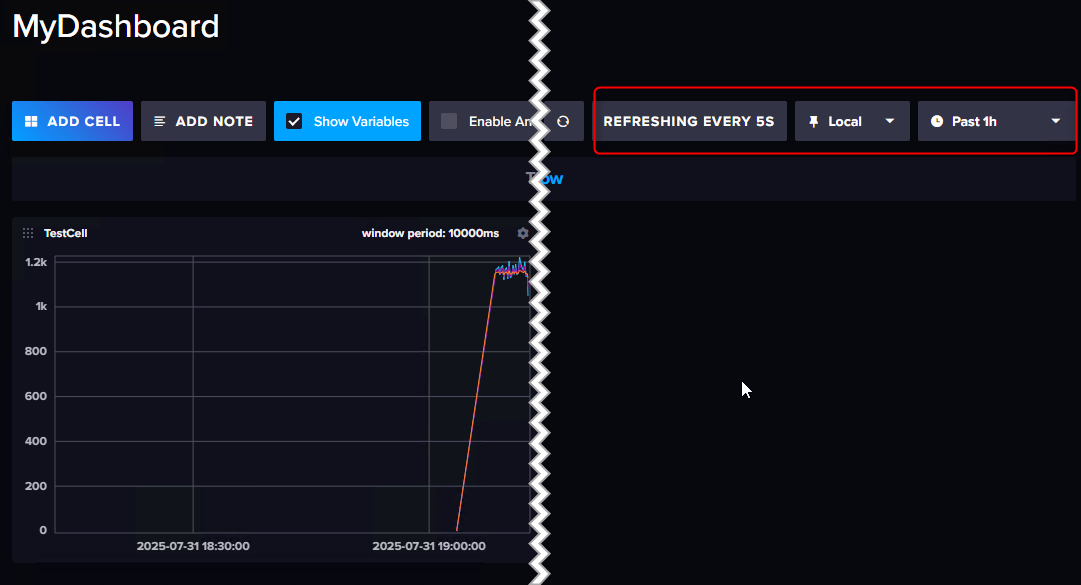 MyDashboard
ADD CELL ADD NOTE Show Variables Enable An REFRESHING EVERY 5S Local Past 1h
ow
TestCell window period: 10000ms
1.2k
1k
800
600
400
200
0
2025-07-31 18:30:00 2025-07-31 19:00:00